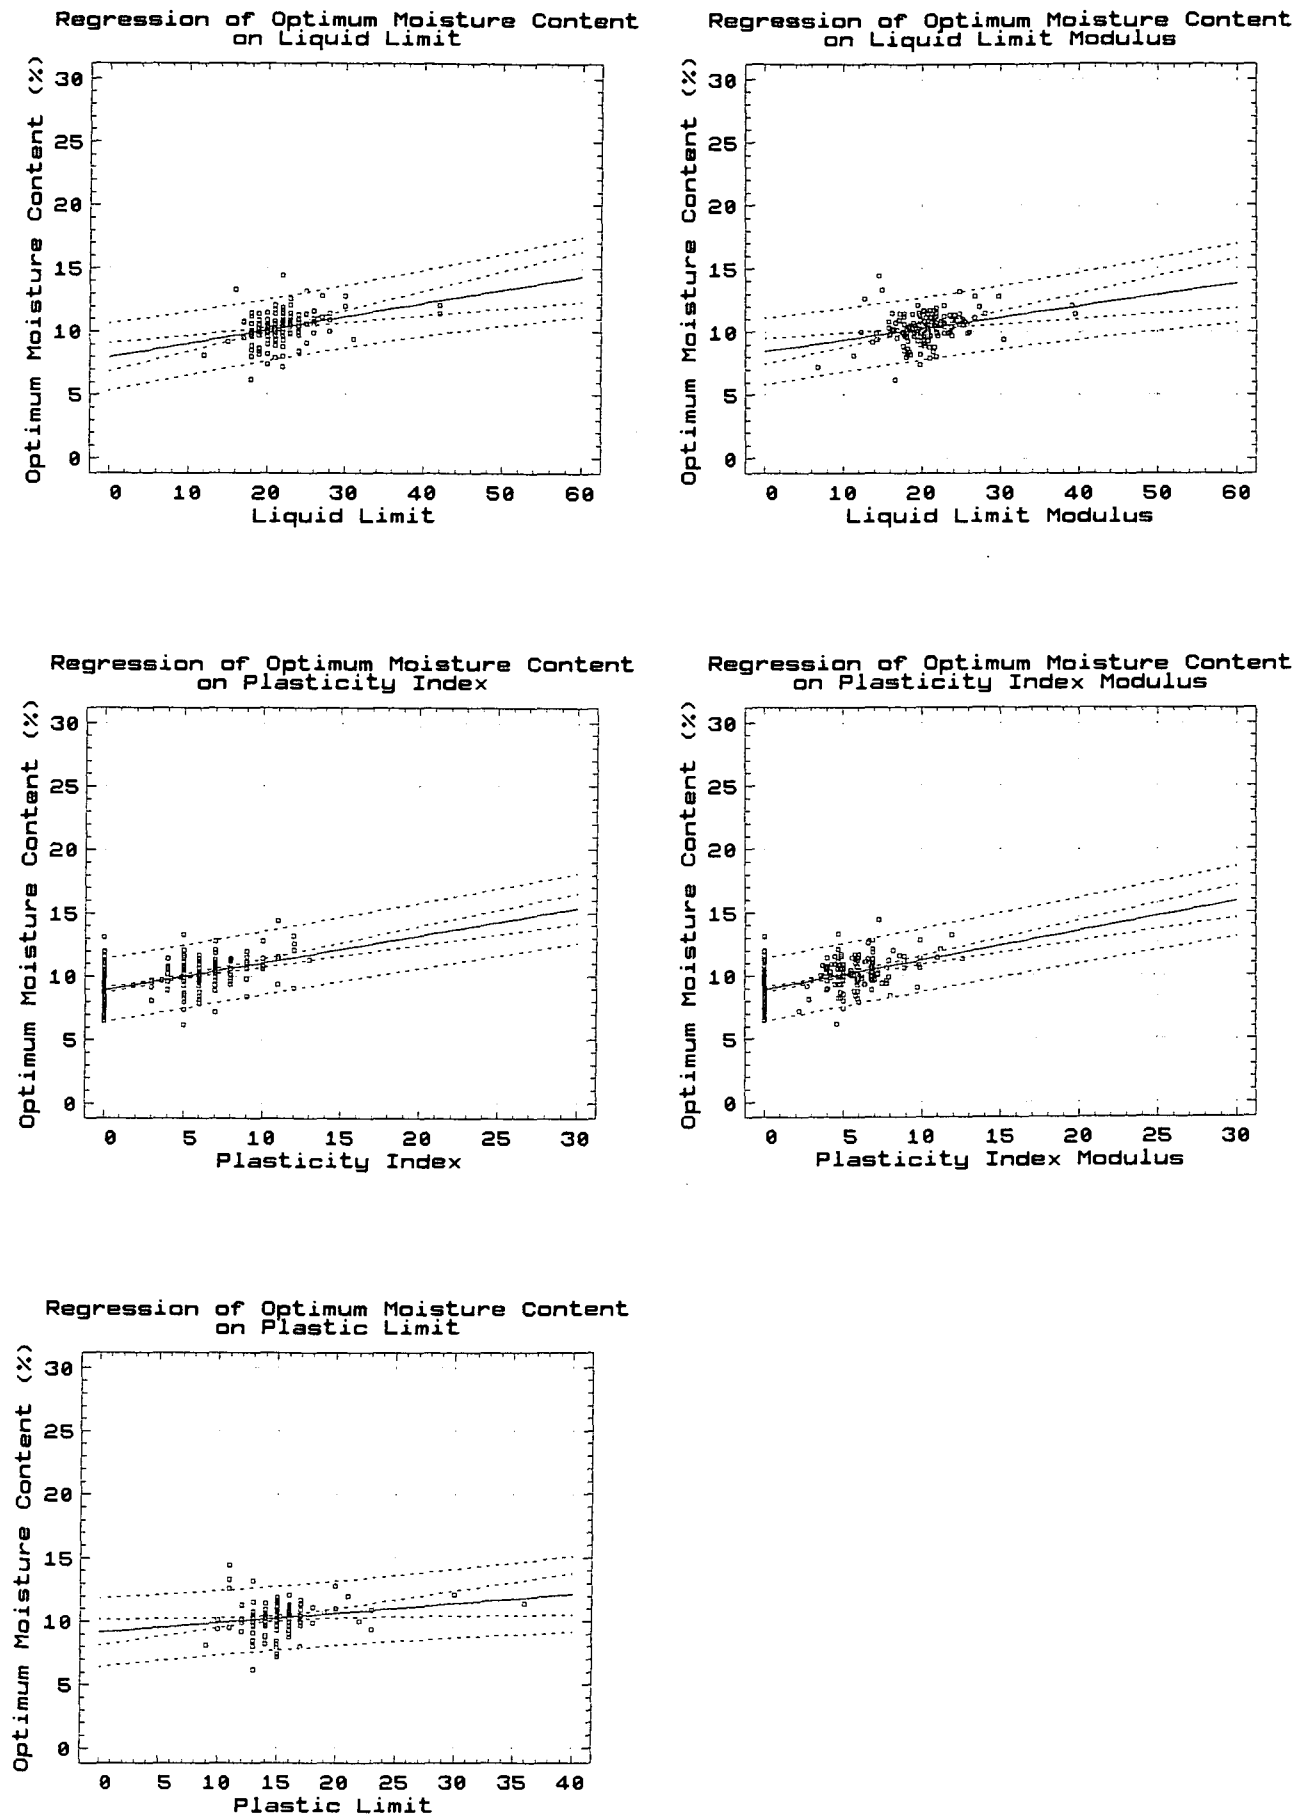 Regression of Optimum Moisture Content
on Liquid Limit
Optimum Moisture Content (%)
30
25
20
15
10
5
0
0 10 20 30 40 50 60
Liquid Limit
Regression of Optimum Moisture Content
on Liquid Limit Modulus
Optimum Moisture Content (%)
30
25
20
15
10
5
0
0 10 20 30 40 50 60
Liquid Limit Modulus
Regression of Optimum Moisture Content
on Plasticity Index
Optimum Moisture Content (%)
30
25
20
15
10
5
0
0 5 10 15 20 25 30
Plasticity Index
Regression of Optimum Moisture Content
on Plasticity Index Modulus
Optimum Moisture Content (%)
30
25
20
15
10
5
0
0 5 10 15 20 25 30
Plasticity Index Modulus
Regression of Optimum Moisture Content
on Plastic Limit
Optimum Moisture Content (%)
30
25
20
15
10
5
0
0 5 10 15 20 25 30 35 40
Plastic Limit